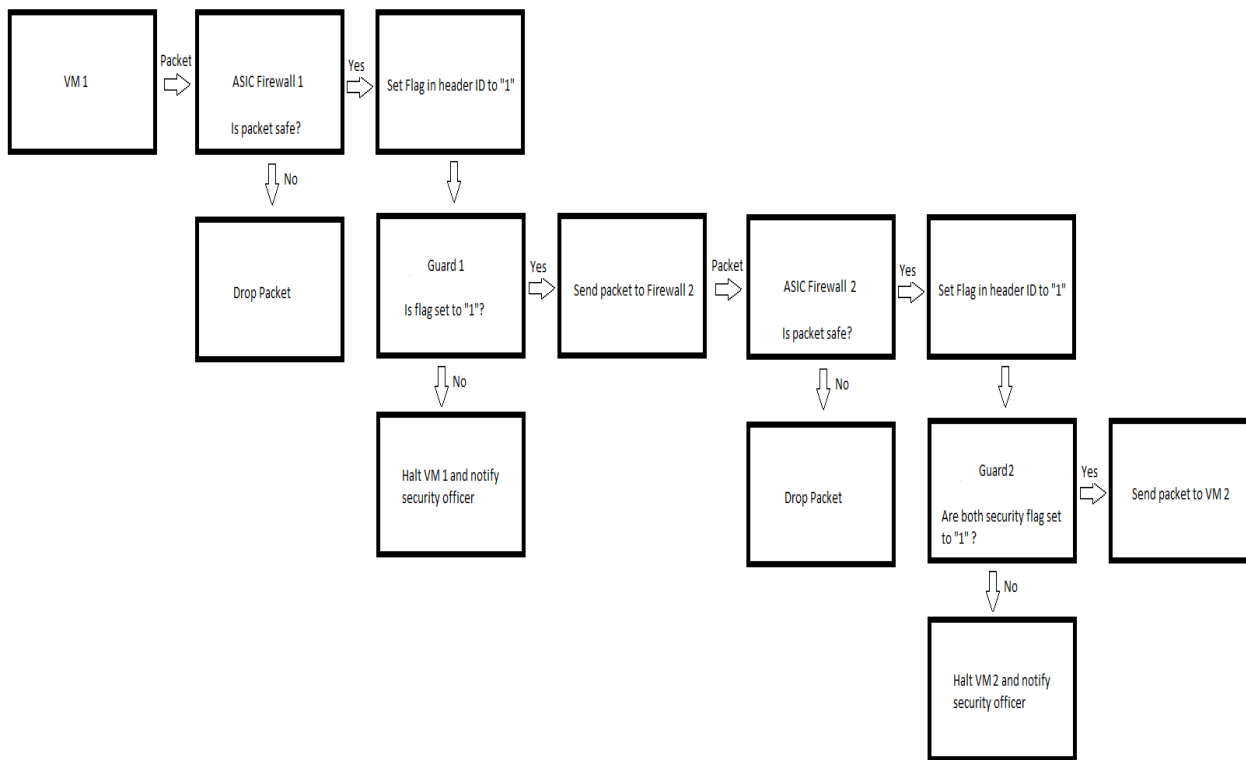 VM 1
Packet
ASIC Firewall 1
Is packet safe?
Yes
Set Flag in header ID to "1"
No
Drop Packet
Guard 1
Is flag set to "1"?
Yes
Send packet to Firewall 2
Packet
ASIC Firewall 2
Is packet safe?
Yes
Set Flag in header ID to "1"
No
Halt VM 1 and notify
security officer
No
Drop Packet
Guard 2
Are both security flag set
to "1" ?
Yes
Send packet to VM 2
No
Halt VM 2 and notify
security officer